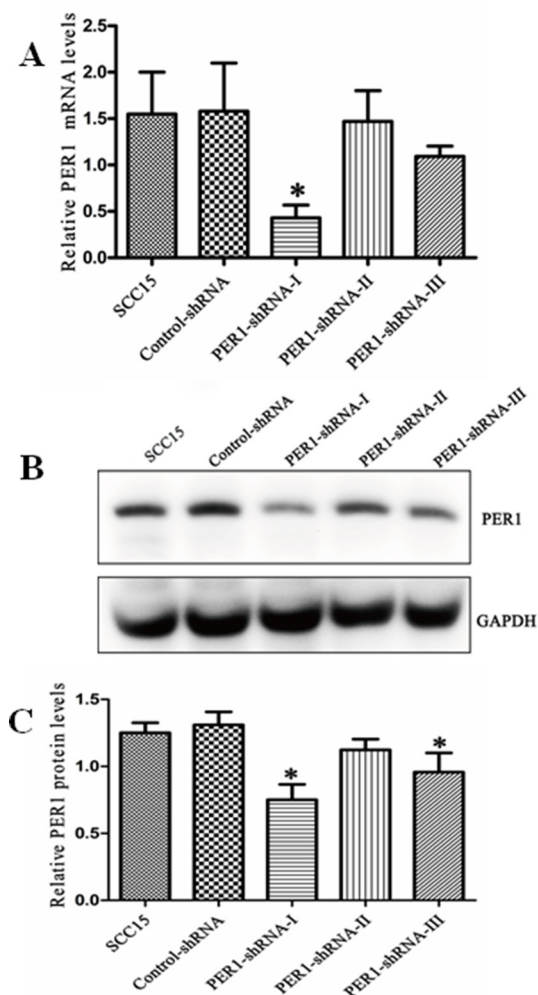 A
Relative PER1 mRNA levels
2.5
2.0
1.5
1.0
0.5
0.0
*
SCC15
Control-shRNA
PER1-shRNA-I
PER1-shRNA-II
PER1-shRNA-III
B
SCC15
Control-shRNA
PER1-shRNA-I
PER1-shRNA-II
PER1-shRNA-III
PER1
GAPDH
C
Relative PER1 protein levels
1.5
1.0
0.5
0.0
*
*
SCC15
Control-shRNA
PER1-shRNA-I
PER1-shRNA-II
PER1-shRNA-III